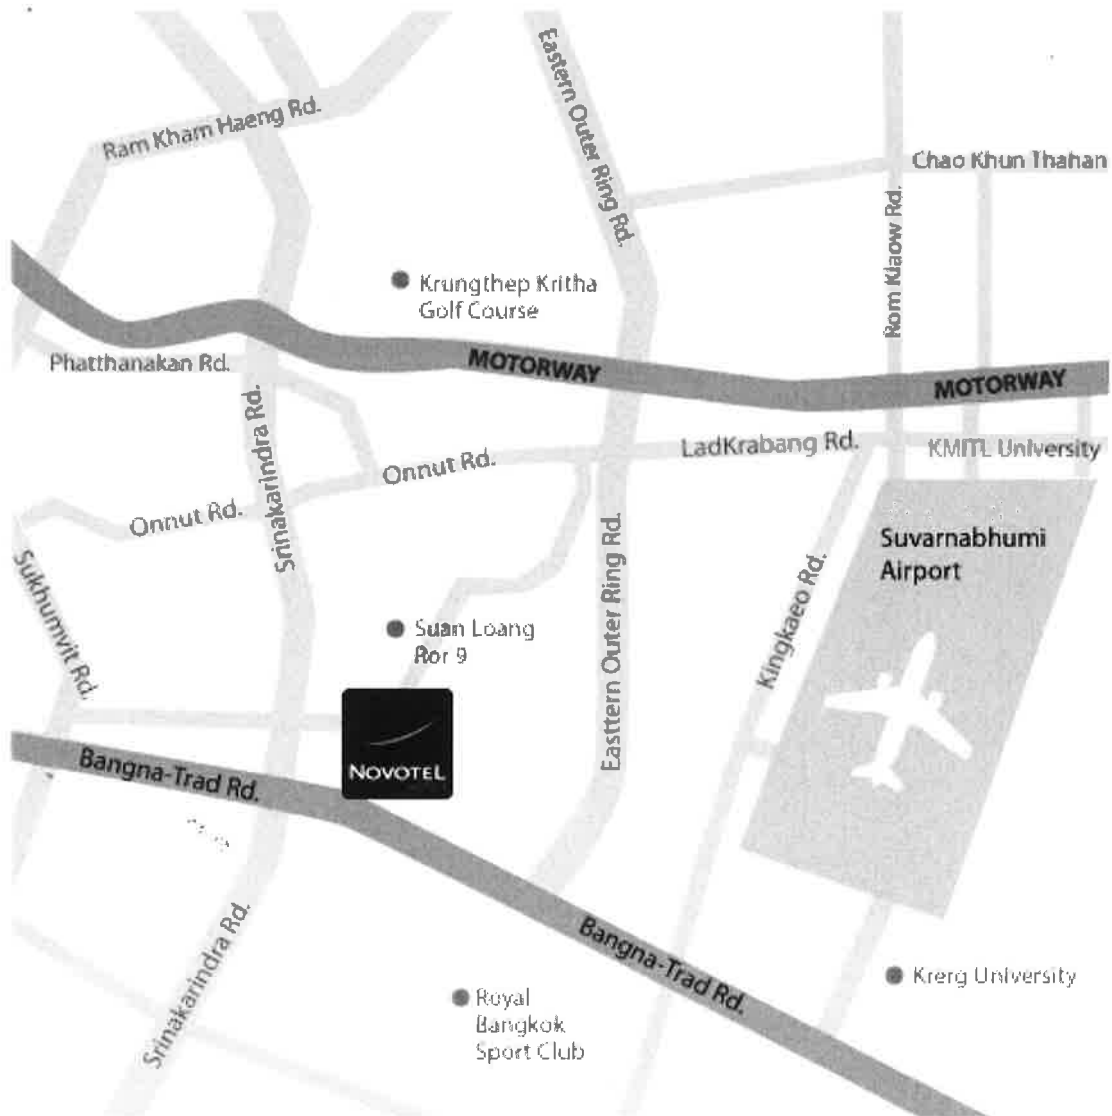 Eastern Outer Ring Rd.
Ram Kham Haeng Rd.
Chao Khun Thahan
Rom Klaow Rd.
Krungthep Kritha
Golf Course
Phatthanakan Rd.
MOTORWAY
MOTORWAY
Srinakarindra Rd.
LadKrabang Rd.
KMITL University
Onnut Rd.
Onnut Rd.
Suvarnabhumi
Airport
Sukhumvit Rd.
Easttern Outer Ring Rd.
Kingkaeo Rd.
Suan Loang
Ror 9
NOVOTEL
Bangna-Trad Rd.
Bangna-Trad Rd.
Srinakarindra Rd.
Krerg University
Royal
Bangkok
Sport Club